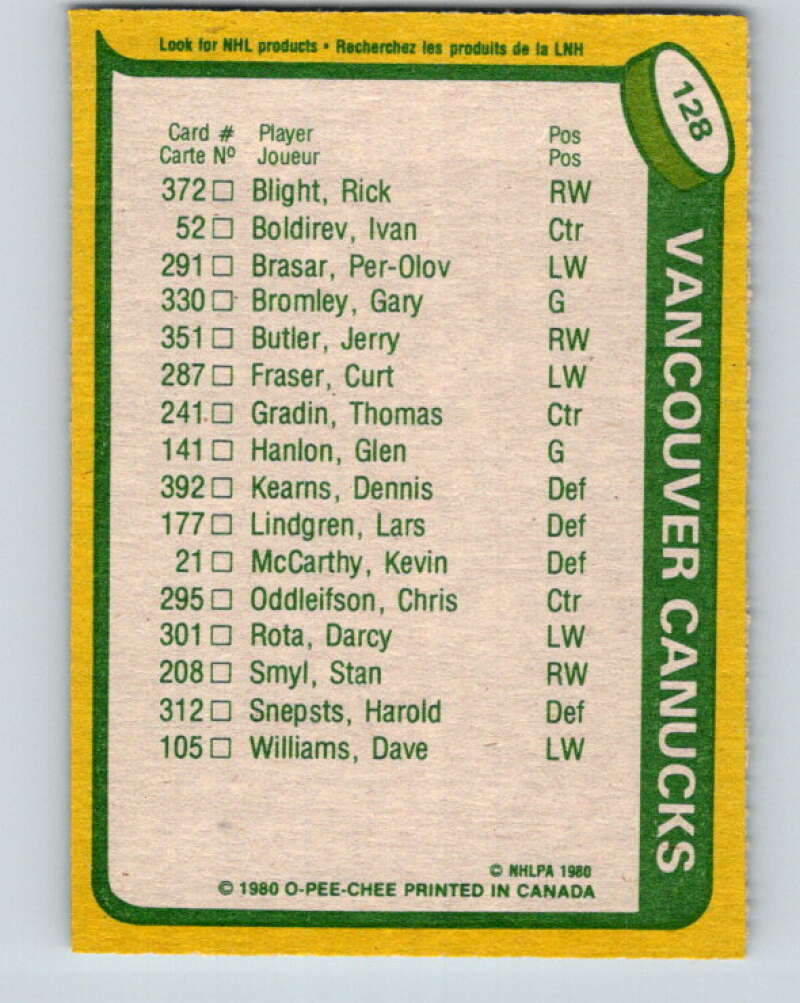 Look for NHL products • Recherchez les produits de la LNH
128
Card # Player Pos
Carte Nº Joueur Pos
372 □ Blight, Rick RW
52 □ Boldirev, Ivan Ctr
291 □ Brasar, Per-Olov LW
330 □ Bromley, Gary G
351 □ Butler, Jerry RW
287 □ Fraser, Curt LW
241 □ Gradin, Thomas Ctr
141 □ Hanlon, Glen G
392 □ Kearns, Dennis Def
177 □ Lindgren, Lars Def
21 □ McCarthy, Kevin Def
295 □ Oddleifson, Chris Ctr
301 □ Rota, Darcy LW
208 □ Smyl, Stan RW
312 □ Snepsts, Harold Def
105 □ Williams, Dave LW
VANCOUVER CANUCKS
© NHLPA 1980
© 1980 O-PEE-CHEE PRINTED IN CANADA